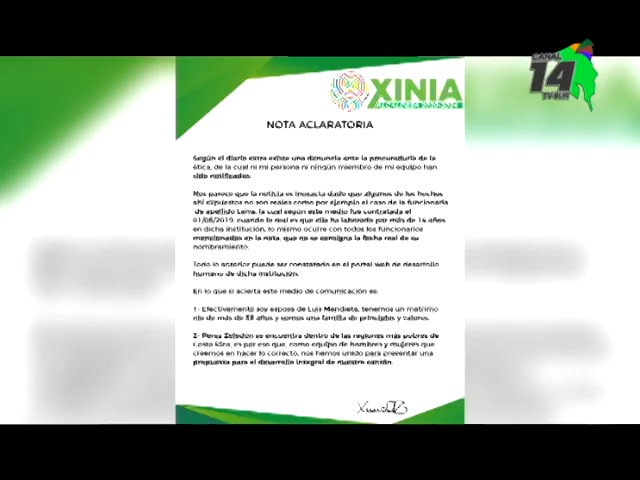 CANAL
14
TV SUR
XINIA
ALCALDESA 2020-2024
NOTA ACLARATORIA
Según el diario extra existe una denuncia ante la procuraduría de la
ética, de la cual ni mi persona ni ningún miembro de mi equipo han
sido notificados.
Nos parece que la noticia es inexacta dado que algunos de los hechos
ahí expuestos no son reales como por ejemplo el caso de la funcionaria
de apellido Leiva, la cual según este medio fue contratada el
01/08/2019, cuando lo real es que ella ha laborado por más de 14 años
en dicha institución, lo mismo ocurre con todos los funcionarios
mencionados en la nota, que no se consigna la fecha real de su
nombramiento.
Todo lo anterior puede ser constatado en el portal web de desarrollo
humano de dicha institución.
En lo que si acierta este medio de comunicación es:
1- Efectivamente soy esposa de Luis Mendieta, tenemos un matrimo
nio de más de 33 años y somos una familia de principios y valores.
2- Perez Zeledón es encuentra dentro de las regiones más pobres de
Costa Rica, es por eso que, como equipo de hombres y mujeres que
creemos en hacer lo correcto, nos hemos unido para presentar una
propuesta para el desarrollo integral de nuestro cantón.